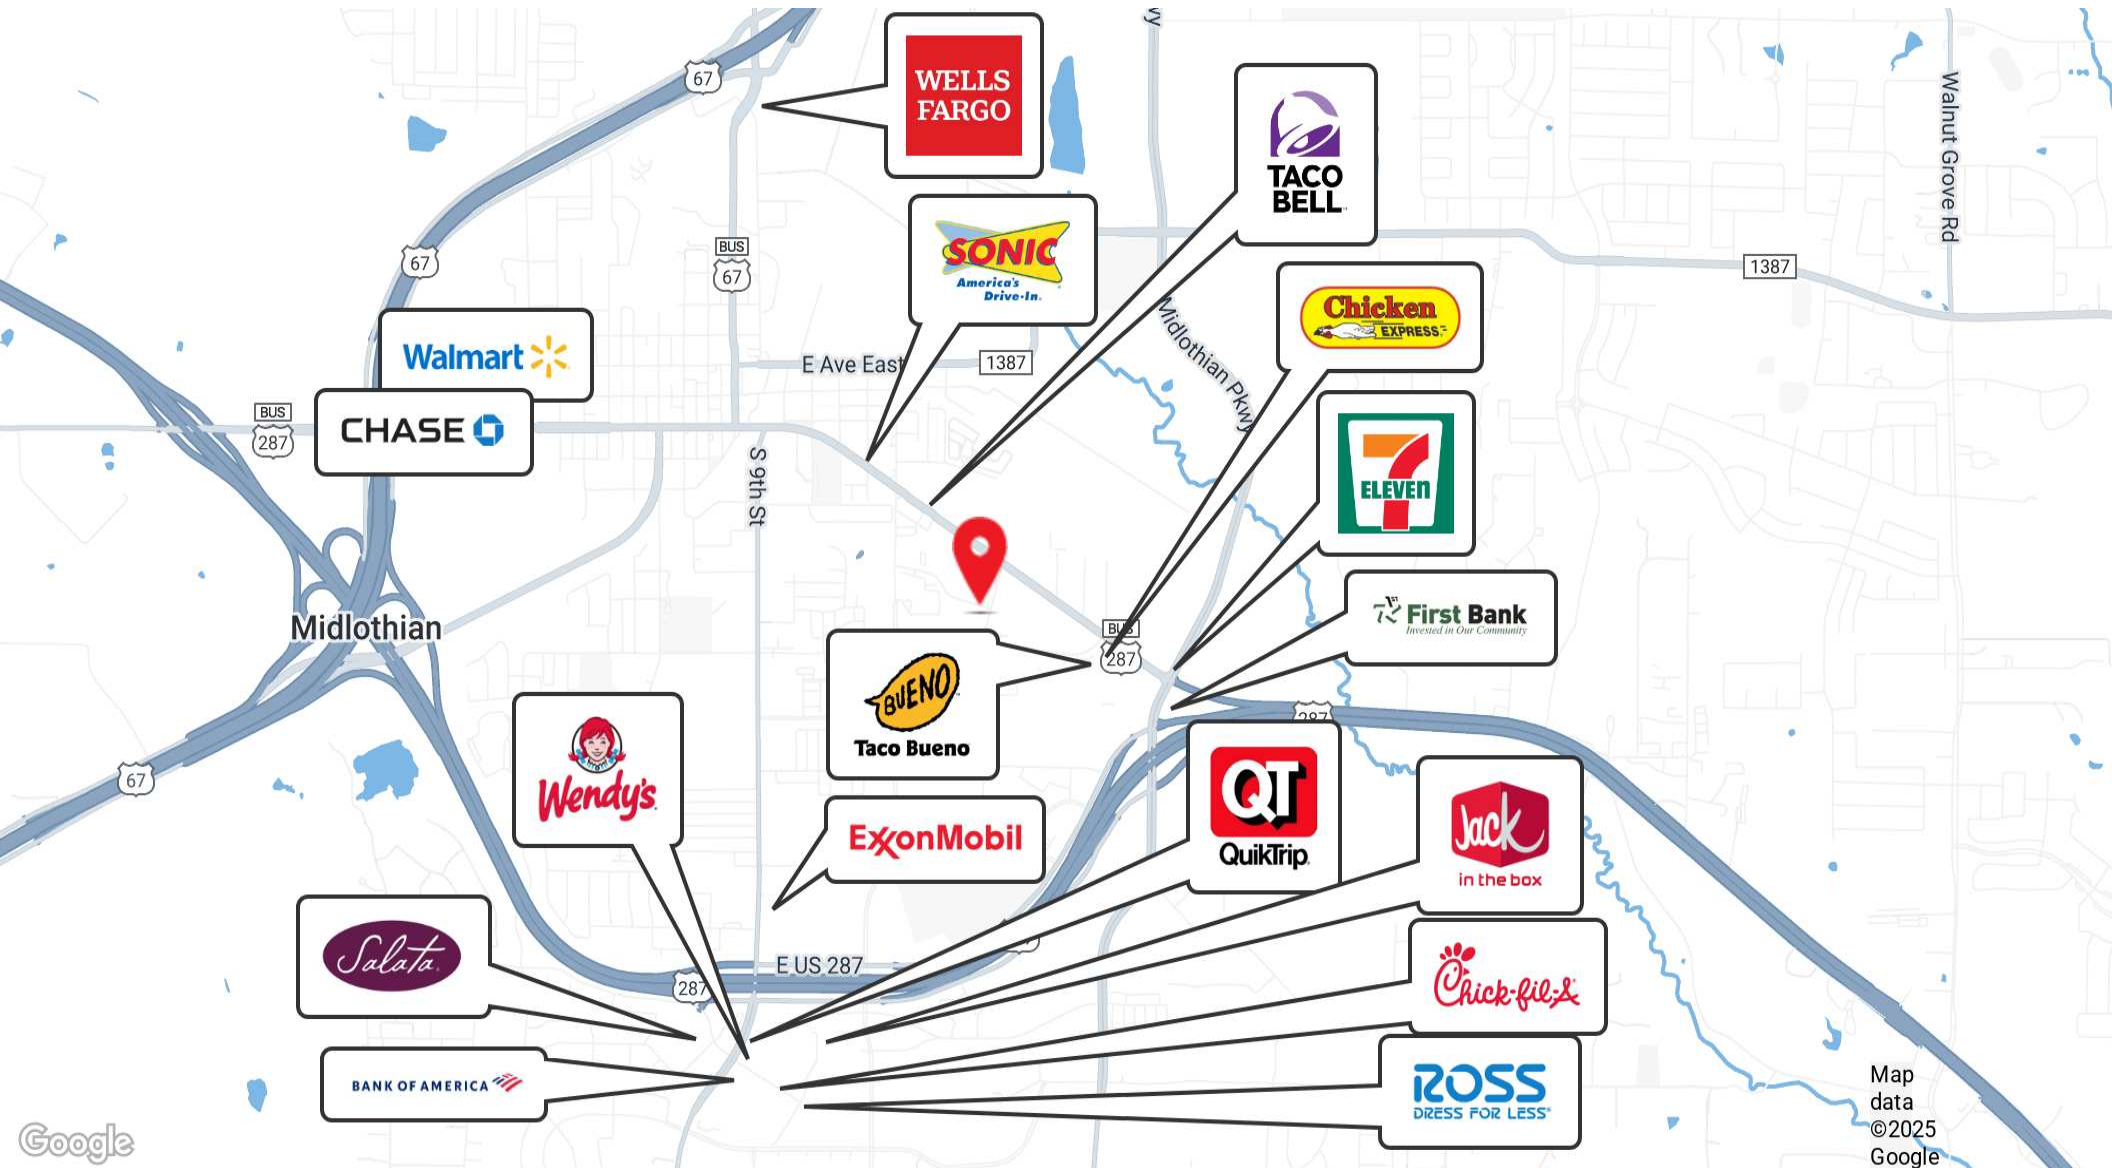 67
WELLS
FARGO
TACO
BELL
Walnut Grove Rd
SONIC
America's
Drive-In.
BUS
67
67
1387
Chicken
EXPRESS
Midlothian Pkwy
Walmart
E Ave East
1387
CHASE
BUS
287
S 9th St
7
ELEVEN
1ST
First Bank
Invested in Our Community
Midlothian
BUS
287
BUENO
Taco Bueno
287
Wendy's
QT
QuikTrip
67
Jack
in the box
ExxonMobil
Salata
E US 287
287
Chick-fil-A
BANK OF AMERICA
ROSS
DRESS FOR LESS
Map
data
©2025
Google
Google